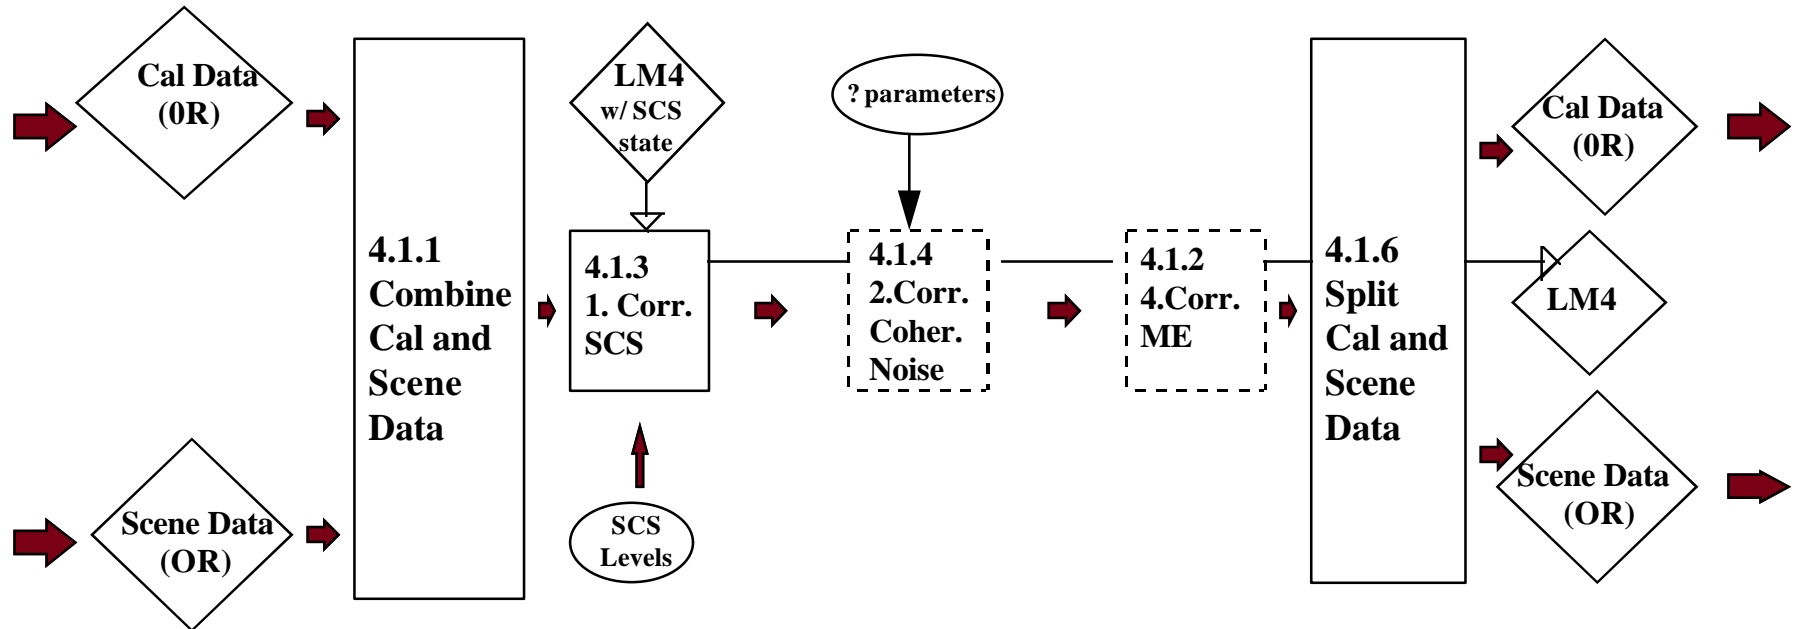 Cal Data
(0R)
Scene Data
(OR)
4.1.1
Combine
Cal and
Scene
Data
LM4
w/ SCS
state
4.1.3
1. Corr.
SCS
SCS
Levels
? parameters
4.1.4
2.Corr.
Coher.
Noise
4.1.2
4.Corr.
ME
4.1.6
Split
Cal and
Scene
Data
Cal Data
(0R)
LM4
Scene Data
(OR)